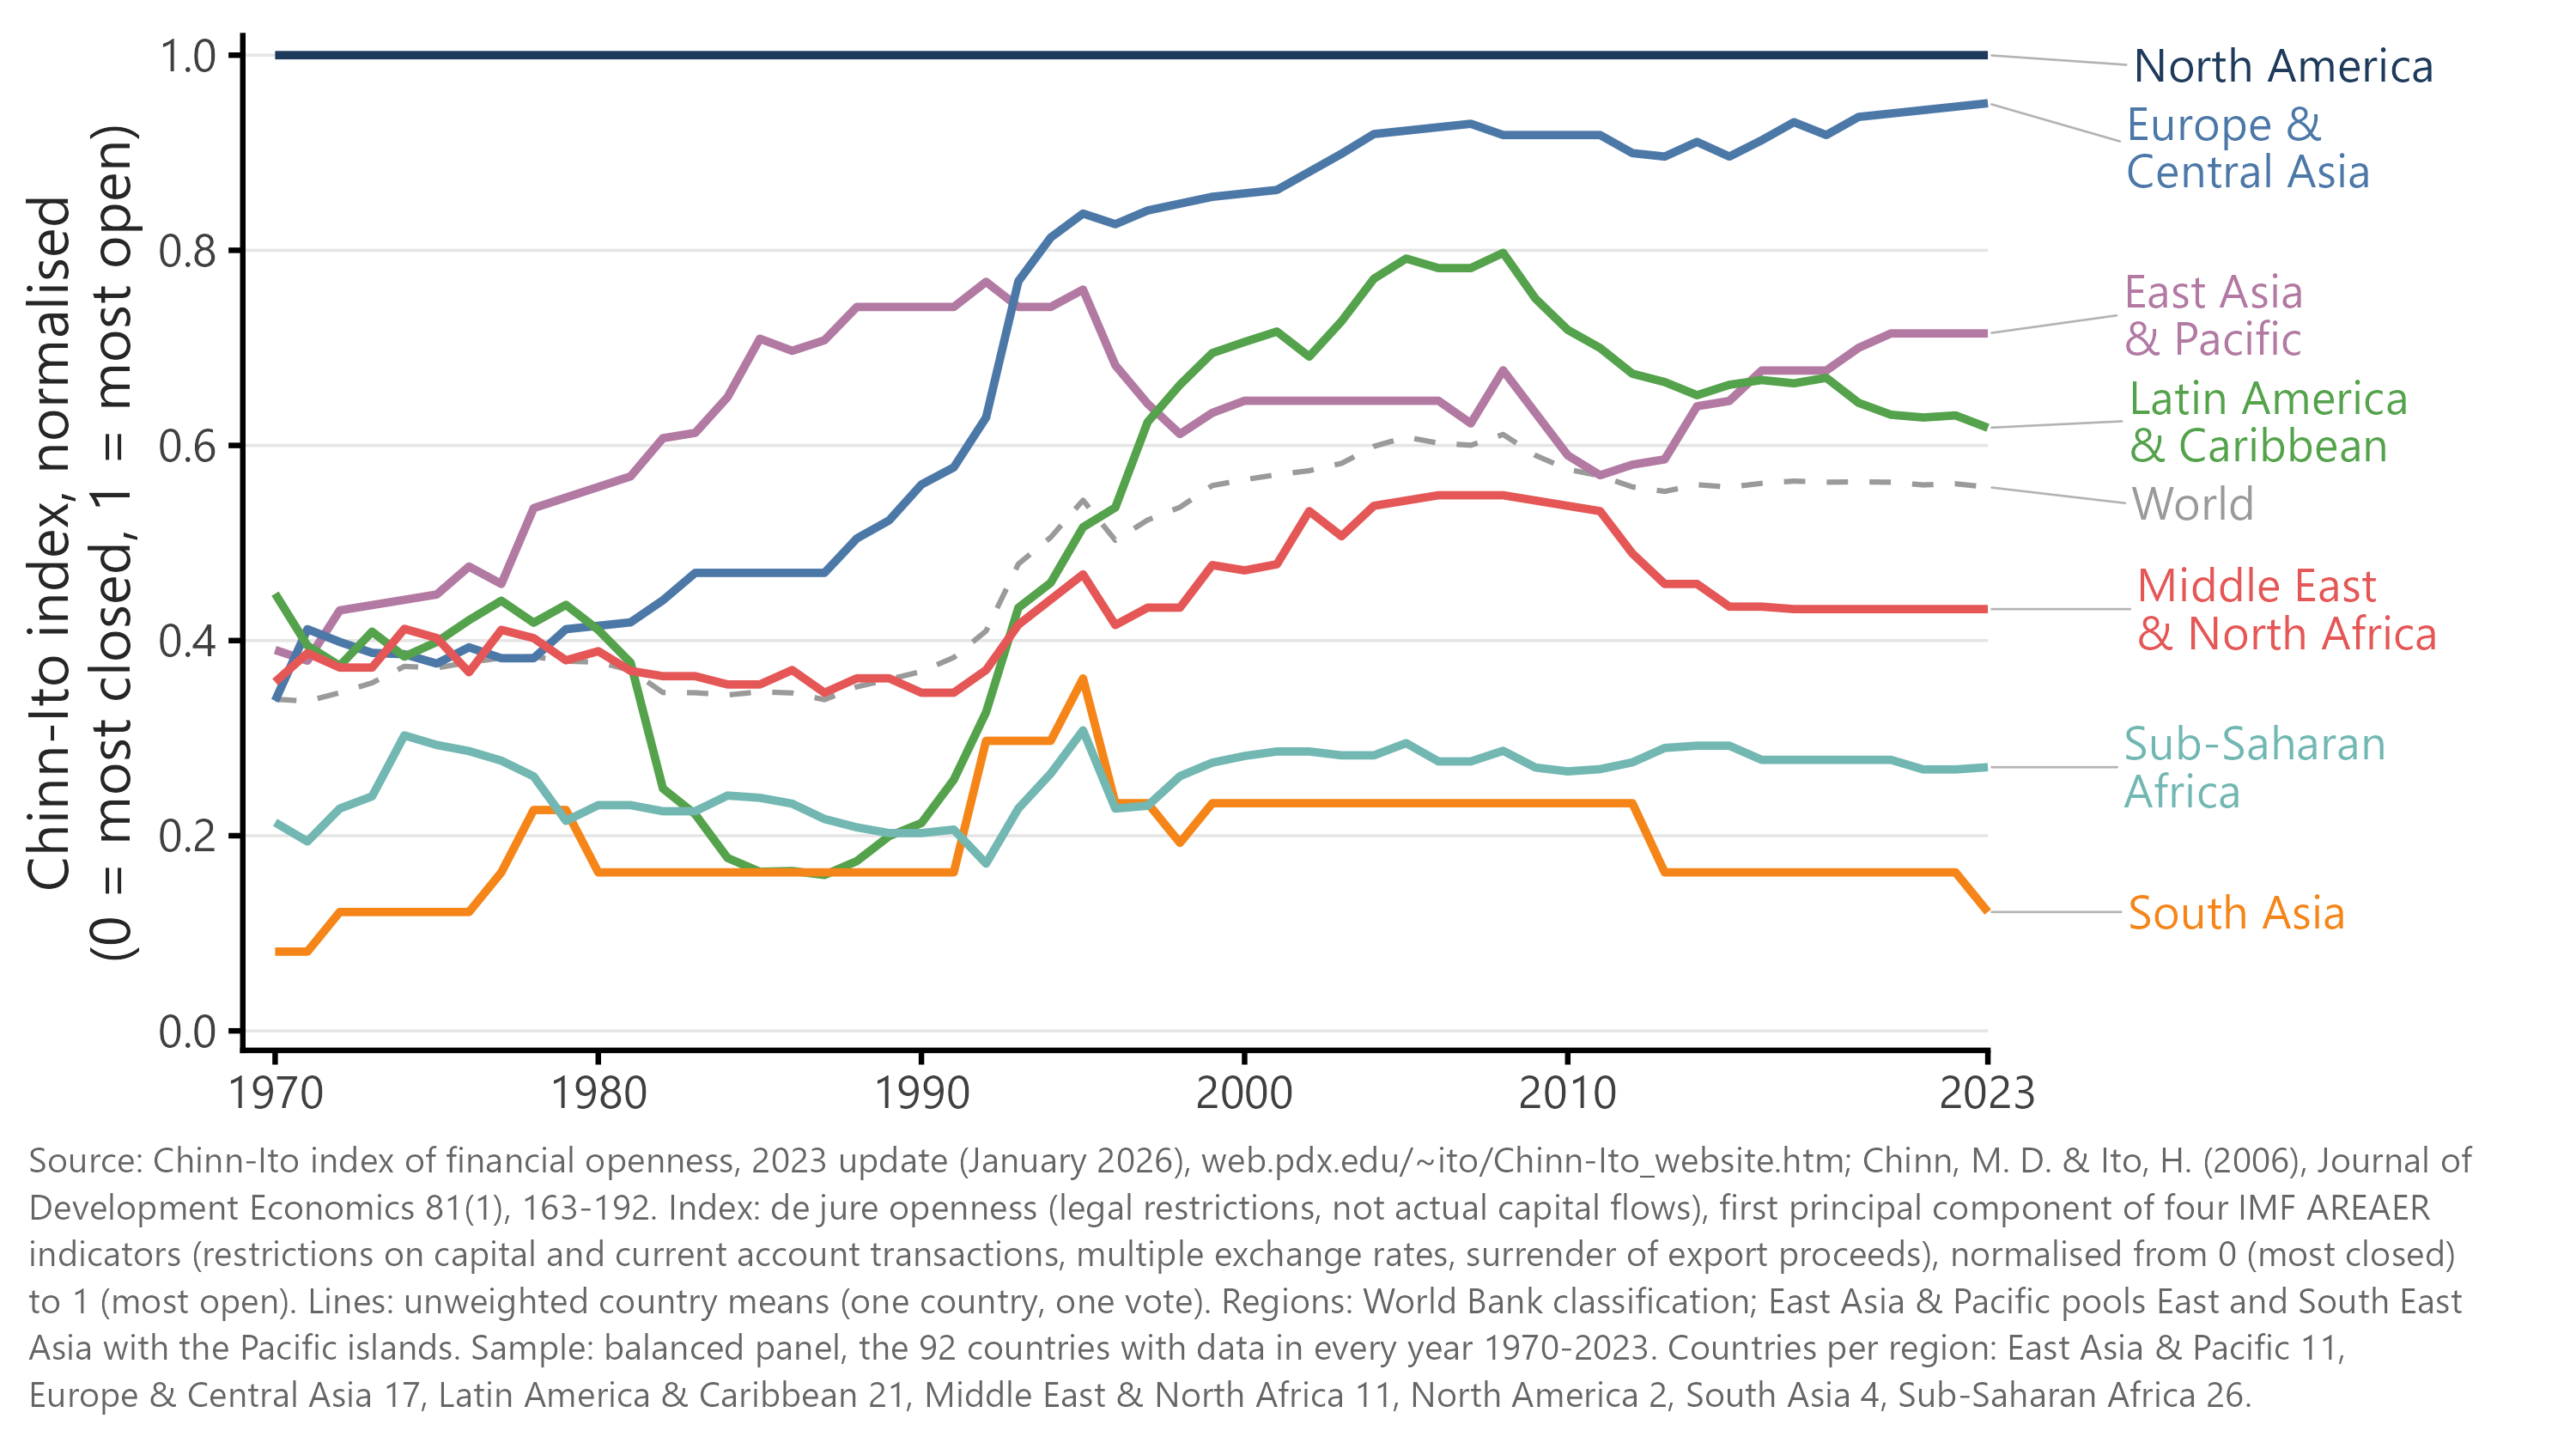 Chinn-Ito index, normalised
(0 = most closed, 1 = most open)
1.0
0.8
0.6
0.4
0.2
0.0
1970
1980
1990
2000
2010
2023
North America
Europe &
Central Asia
East Asia
& Pacific
Latin America
& Caribbean
World
Middle East
& North Africa
Sub-Saharan
Africa
South Asia
Source: Chinn-Ito index of financial openness, 2023 update (January 2026), web.pdx.edu/~ito/Chinn-Ito_website.htm; Chinn, M. D. & Ito, H. (2006), Journal of
Development Economics 81(1), 163-192. Index: de jure openness (legal restrictions, not actual capital flows), first principal component of four IMF AREAER
indicators (restrictions on capital and current account transactions, multiple exchange rates, surrender of export proceeds), normalised from 0 (most closed)
to 1 (most open). Lines: unweighted country means (one country, one vote). Regions: World Bank classification; East Asia & Pacific pools East and South East
Asia with the Pacific islands. Sample: balanced panel, the 92 countries with data in every year 1970-2023. Countries per region: East Asia & Pacific 11,
Europe & Central Asia 17, Latin America & Caribbean 21, Middle East & North Africa 11, North America 2, South Asia 4, Sub-Saharan Africa 26.